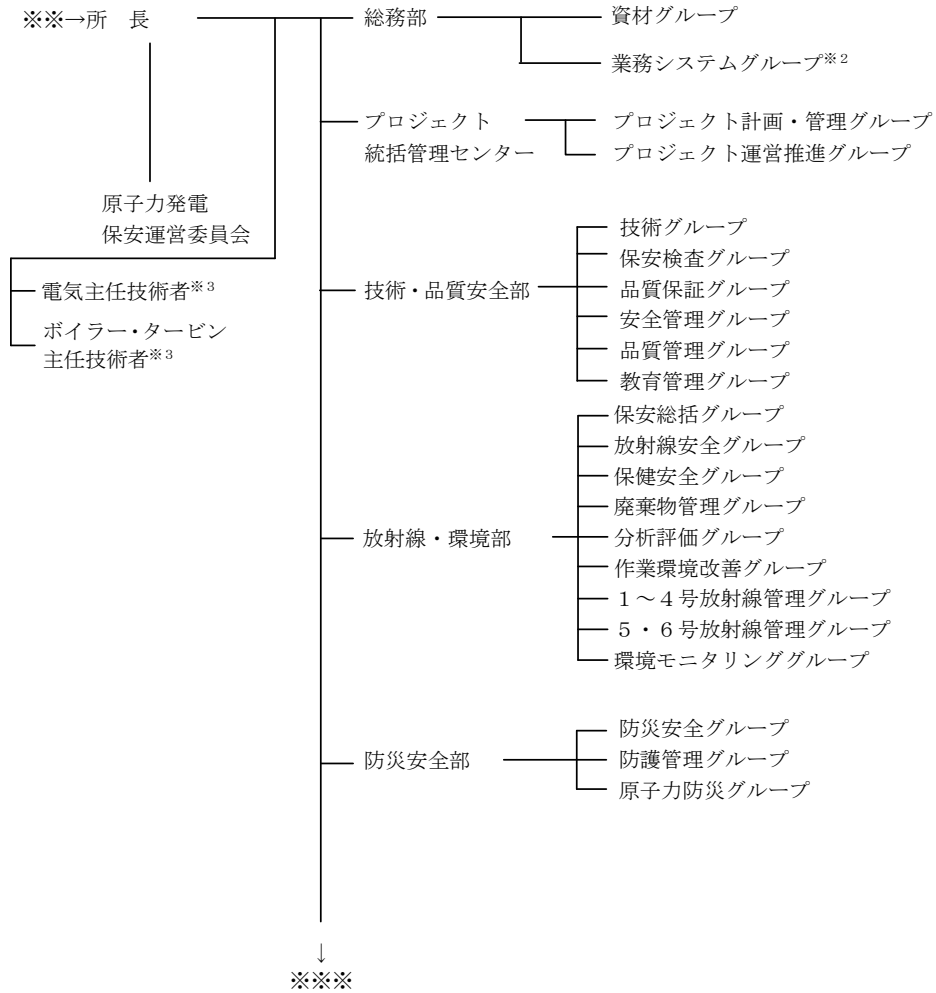 ※※→所　長
総務部
資材グループ
業務システムグループ※２
プロジェクト
統括管理センター
プロジェクト計画・管理グループ
プロジェクト運営推進グループ
原子力発電
保安運営委員会
電気主任技術者※３
ボイラー・タービン
主任技術者※３
技術・品質安全部
技術グループ
保安検査グループ
品質保証グループ
安全管理グループ
品質管理グループ
教育管理グループ
放射線・環境部
保安総括グループ
放射線安全グループ
保健安全グループ
廃棄物管理グループ
分析評価グループ
作業環境改善グループ
１～４号放射線管理グループ
５・６号放射線管理グループ
環境モニタリンググループ
防災安全部
防災安全グループ
防護管理グループ
原子力防災グループ
↓
※※※